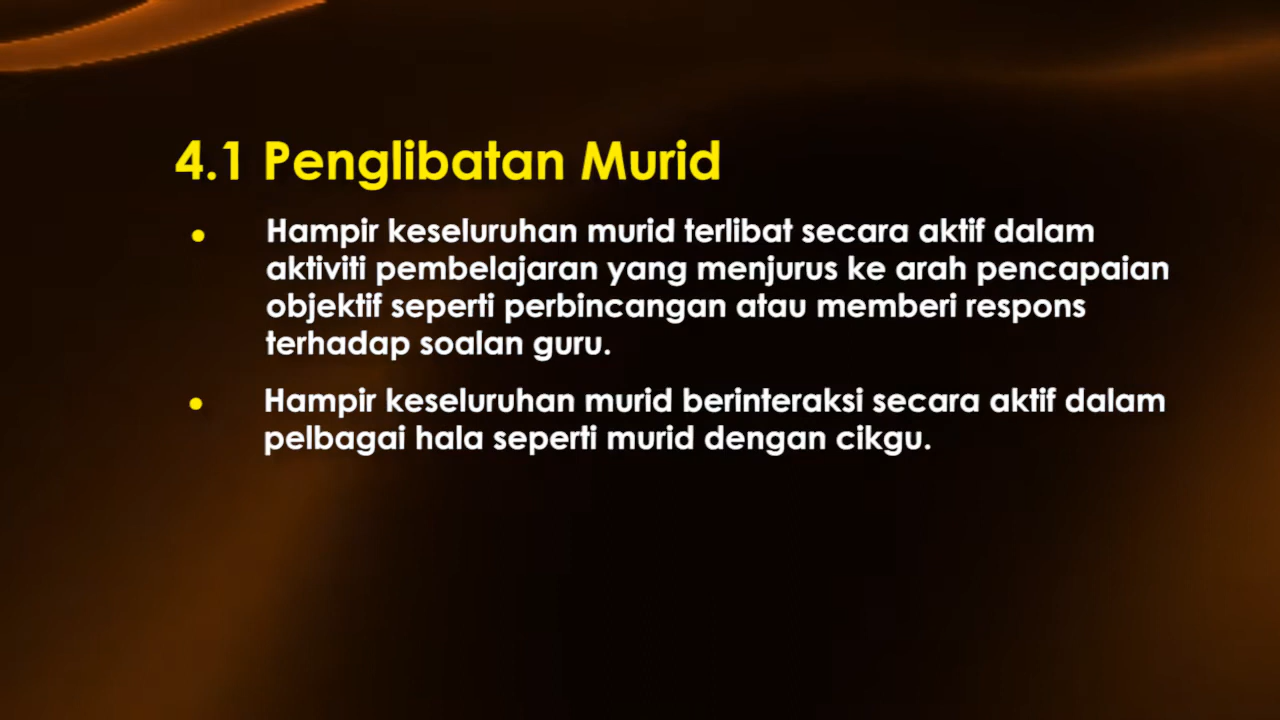 4.1 Penglibatan Murid
• Hampir keseluruhan murid terlibat secara aktif dalam
aktiviti pembelajaran yang menjurus ke arah pencapaian
objektif seperti perbincangan atau memberi respons
terhadap soalan guru.
• Hampir keseluruhan murid berinteraksi secara aktif dalam
pelbagai hala seperti murid dengan cikgu.